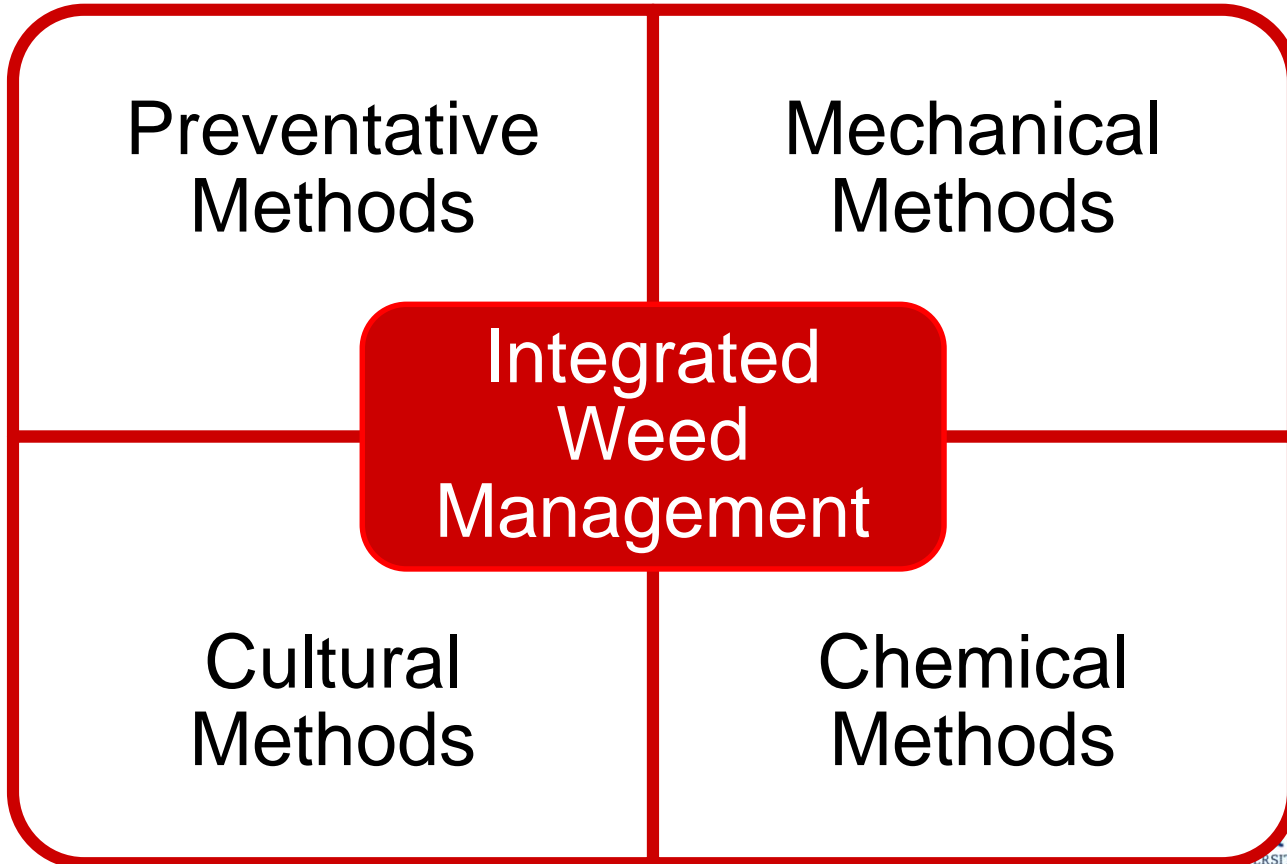 Preventative
Methods
Mechanical
Methods
Integrated
Weed
Management
Cultural
Methods
Chemical
Methods